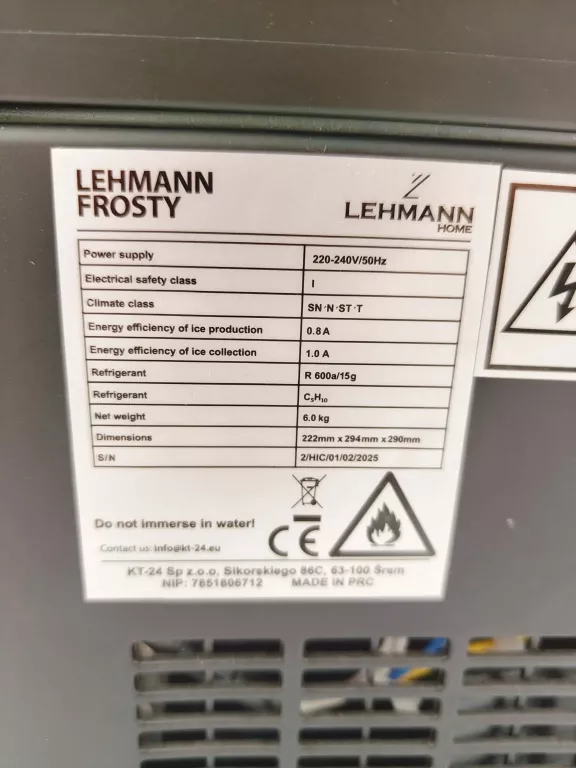 LEHMANN
FROSTY
LEHMANN
HOME
Power supply 220-240V/50Hz
Electrical safety class I
Climate class SN·N·ST·T
Energy efficiency of ice production 0.8 A
Energy efficiency of ice collection 1.0 A
Refrigerant R 600a/15g
Refrigerant C₅H₁₀
Net weight 6.0 kg
Dimensions 222mm x 294mm x 290mm
S/N 2/HIC/01/02/2025
Do not immerse in water!
Contact us: info@kt-24.eu
CE
KT-24 Sp z.o.o, Sikorskiego 86C, 63-100 Śrem
NIP: 7851806712 MADE IN PRC